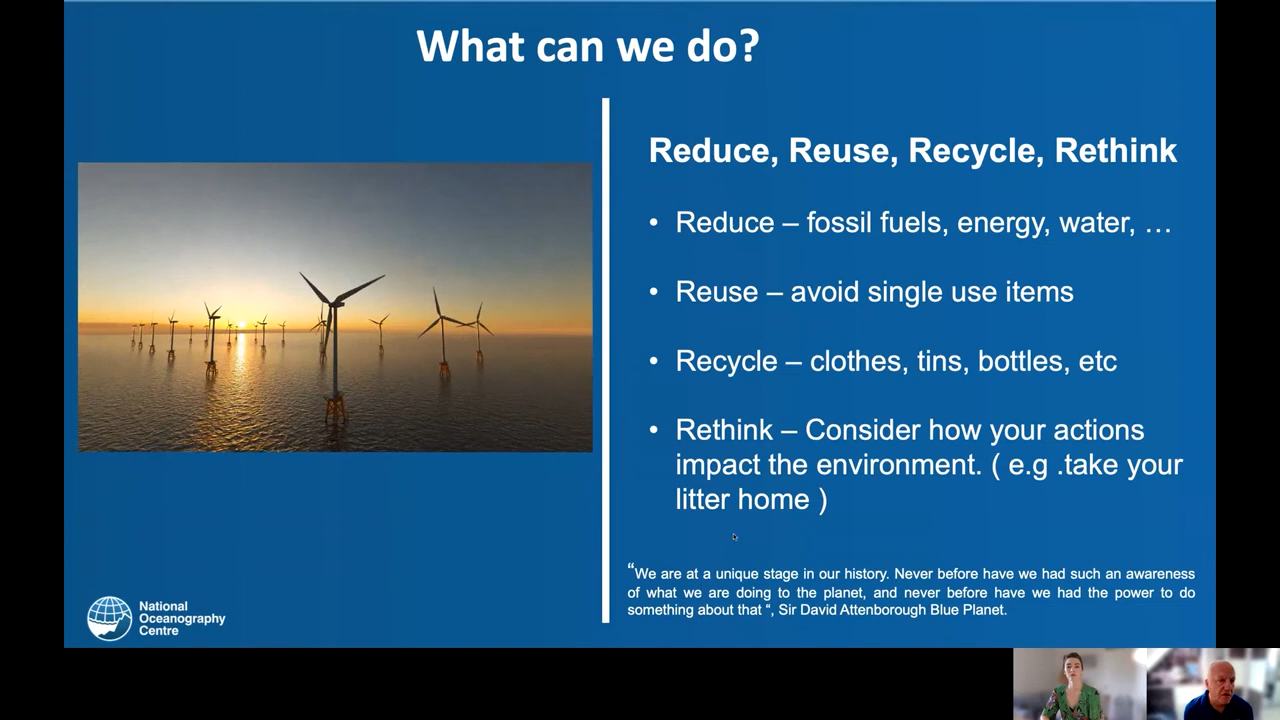 What can we do?
Reduce, Reuse, Recycle, Rethink
• Reduce – fossil fuels, energy, water, …
• Reuse – avoid single use items
• Recycle – clothes, tins, bottles, etc
• Rethink – Consider how your actions
impact the environment. ( e.g .take your
litter home )
“We are at a unique stage in our history. Never before have we had such an awareness
of what we are doing to the planet, and never before have we had the power to do
something about that “, Sir David Attenborough Blue Planet.
National
Oceanography
Centre